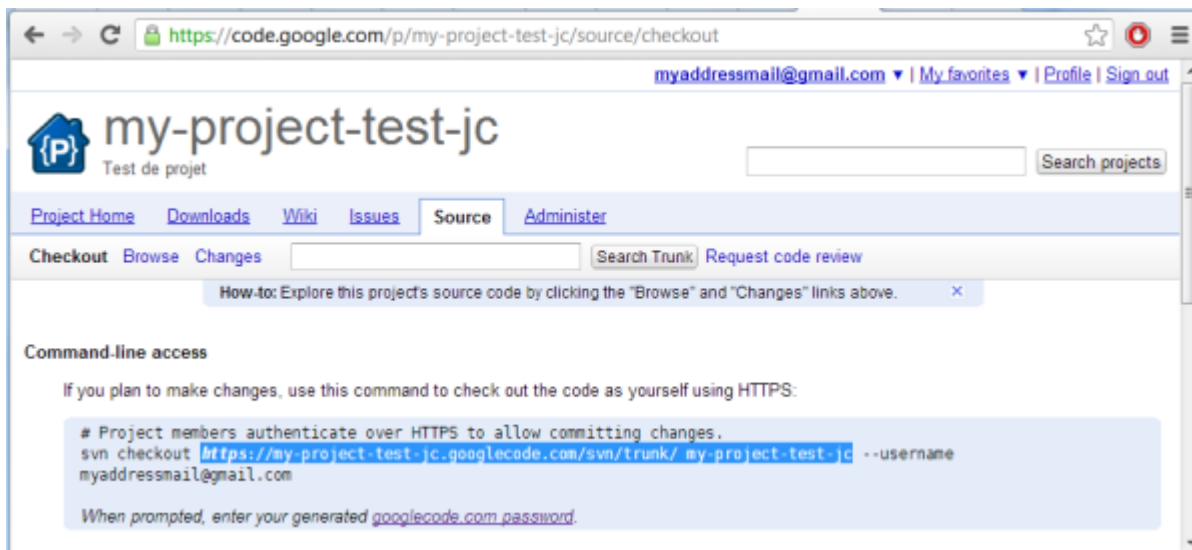 https://code.google.com/p/my-project-test-jc/source/checkout
myaddressmail@gmail.com ▼ | My favorites ▼ | Profile | Sign out
{P}
my-project-test-jc
Test de projet
Search projects
Project Home Downloads Wiki Issues Source Administer
Checkout Browse Changes Search Trunk Request code review
How-to: Explore this project's source code by clicking the "Browse" and "Changes" links above.
Command-line access
If you plan to make changes, use this command to check out the code as yourself using HTTPS:
# Project members authenticate over HTTPS to allow committing changes.
svn checkout https://my-project-test-jc.googlecode.com/svn/trunk/ my-project-test-jc --username
myaddressmail@gmail.com
When prompted, enter your generated googlecode.com password.